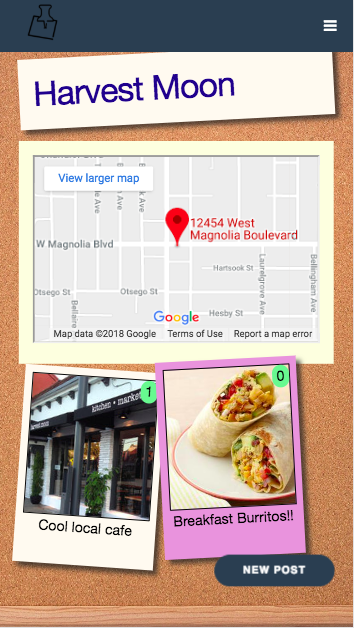 Harvest Moon
View larger map
W Magnolia Blvd
12454 West
Magnolia Boulevard
Hartsook St
Otsego St
Otsego St
Hesby St
Laurelgrove Ave
Bellingham Ave
Bellaire
Ave
Ave
Google
Map data ©2018 Google
Terms of Use
Report a map error
1
harvest moon
kitchen + market
Cool local cafe
0
Breakfast Burritos!!
NEW POST